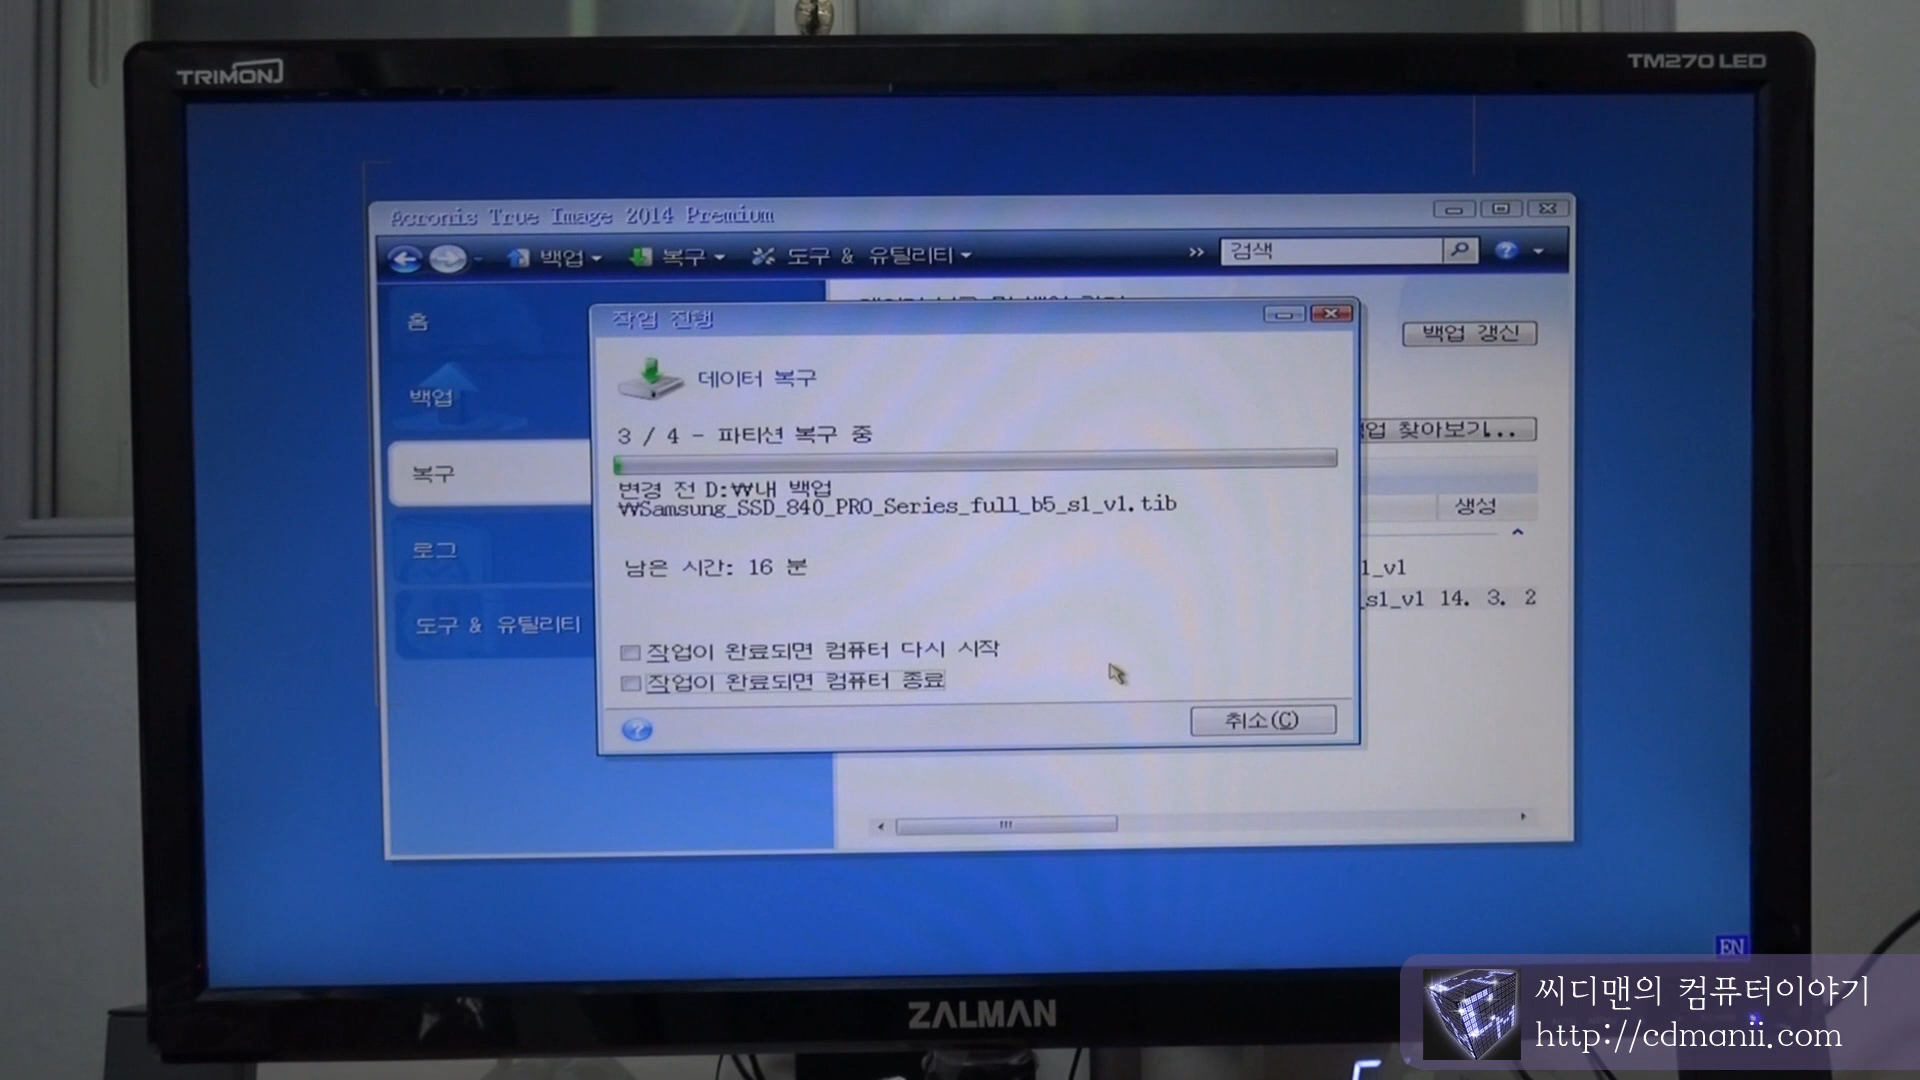 TRIMON
TM270 LED
Acronis True Image 2014 Premium
백업
복구
도구 & 유틸리티
검색
홈
백업
복구
로그
도구 & 유틸리티
백업 갱신
찾아보기...
생성
1_v1
_s1_v1 14. 3. 2
작업 진행
데이터 복구
3 / 4 - 파티션 복구 중
변경 전 D:₩내 백업
₩Samsung_SSD_840_PRO_Series_full_b5_s1_v1.tib
남은 시간: 16 분
작업이 완료되면 컴퓨터 다시 시작
작업이 완료되면 컴퓨터 종료
취소(C)
EN
ZALMAN
씨디맨의 컴퓨터이야기
http://cdmanii.com